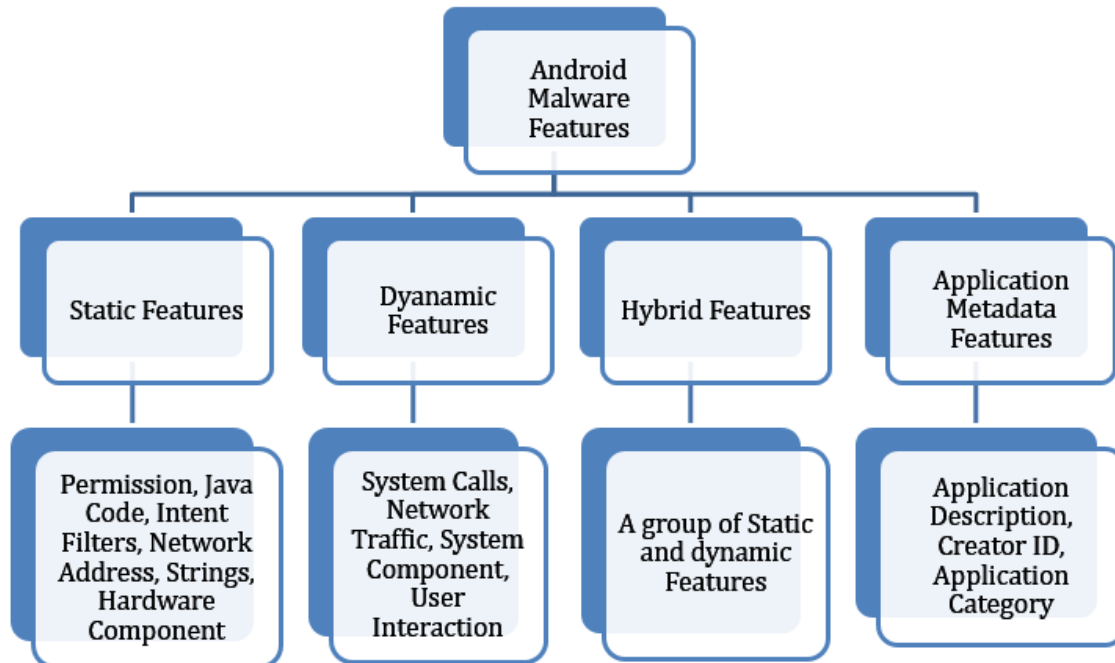 Android
Malware
Features
Static Features
Dyanamic
Features
Hybrid Features
Application
Metadada
Features
Permission, Java
Code, Intent
Filters, Network
Address, Strings,
Hardware
Component
System Calls,
Network
Traffic, System
Component,
User
Interaction
A group of Static
and dynamic
Features
Application
Description,
Creator ID,
Application
Category